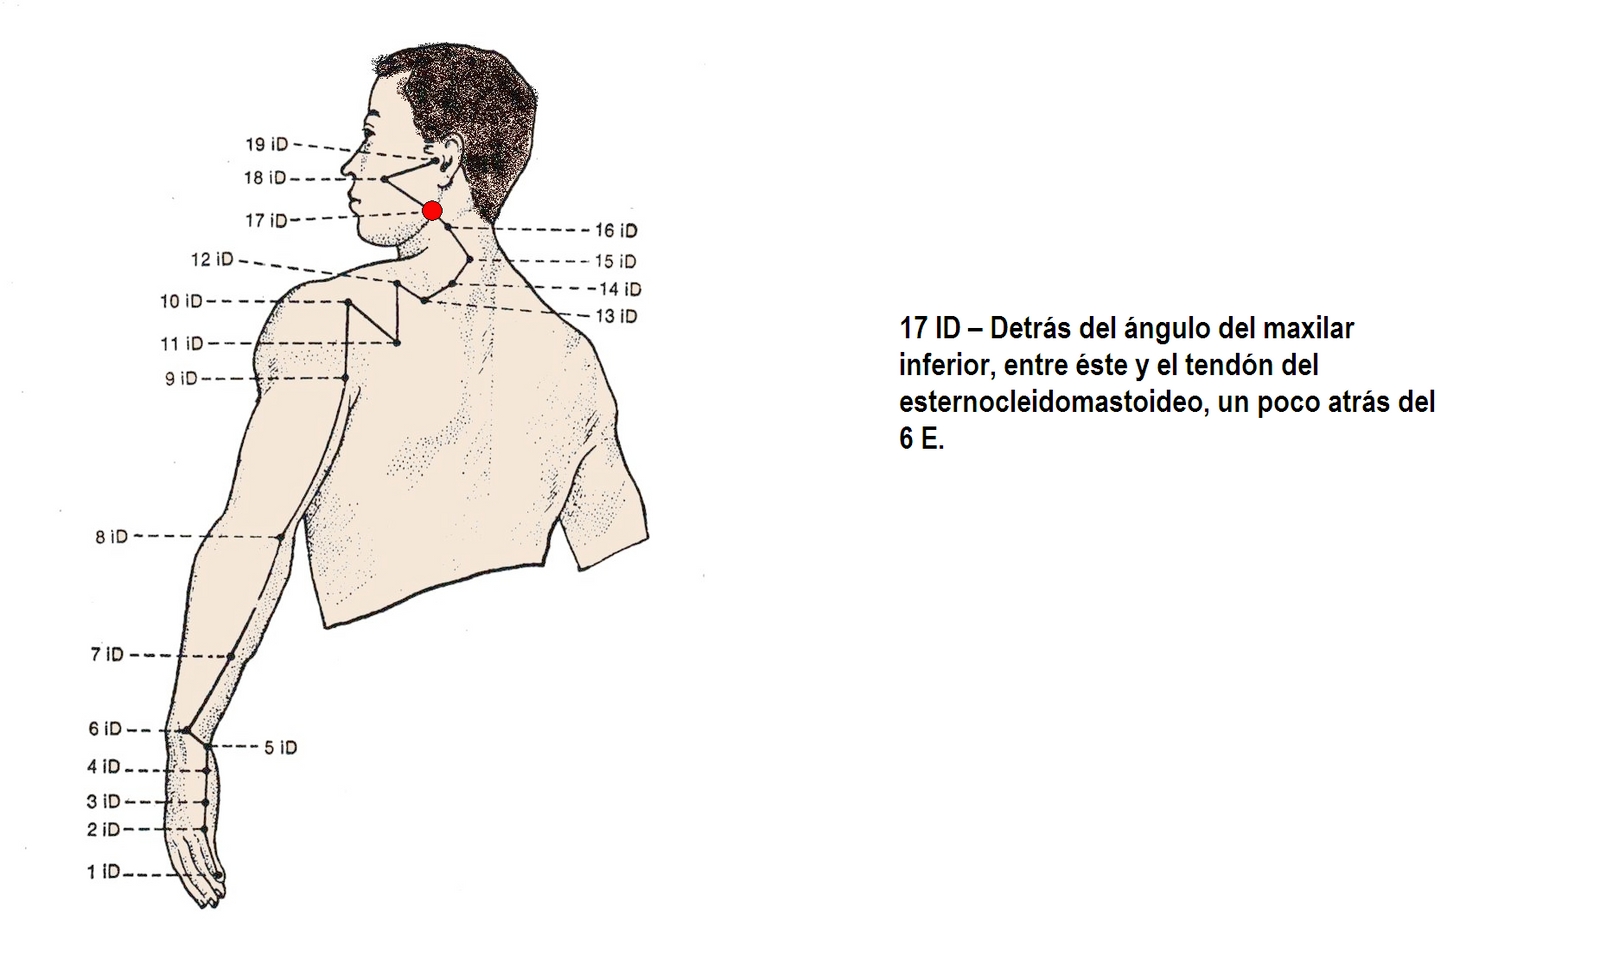 19 iD
18 iD
17 iD
16 iD
12 iD
15 iD
10 iD
14 iD
13 iD
11 iD
9 iD
8 iD
7 iD
6 iD
5 iD
4 iD
3 iD
2 iD
1 iD
17 ID – Detrás del ángulo del maxilar
inferior, entre éste y el tendón del
esternocleidomastoideo, un poco atrás del
6 E.